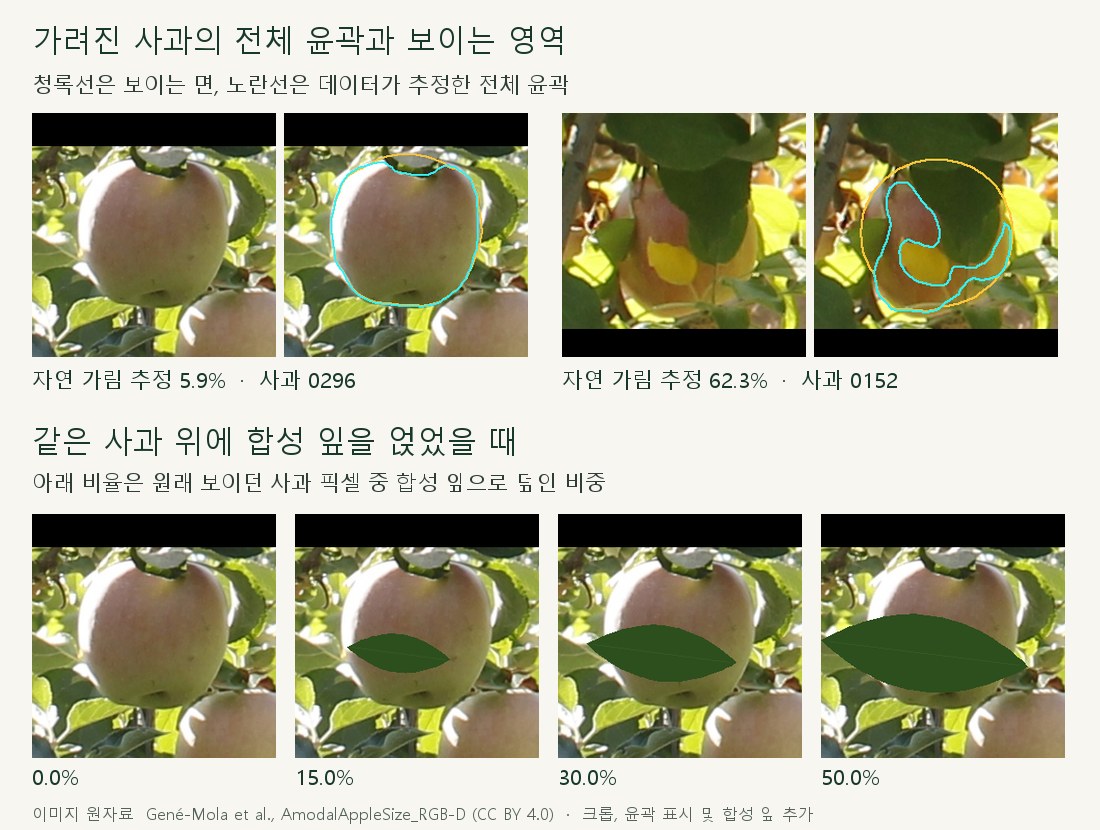 가려진 사과의 전체 윤곽과 보이는 영역
청록선은 보이는 면, 노란선은 데이터가 추정한 전체 윤곽
자연 가림 추정 5.9% · 사과 0296
자연 가림 추정 62.3% · 사과 0152
같은 사과 위에 합성 잎을 얹었을 때
아래 비율은 원래 보이던 사과 픽셀 중 합성 잎으로 덮인 비중
0.0%
15.0%
30.0%
50.0%
이미지 원자료 Gené-Mola et al., AmodalAppleSize_RGB-D (CC BY 4.0) · 크롭, 윤곽 표시 및 합성 잎 추가